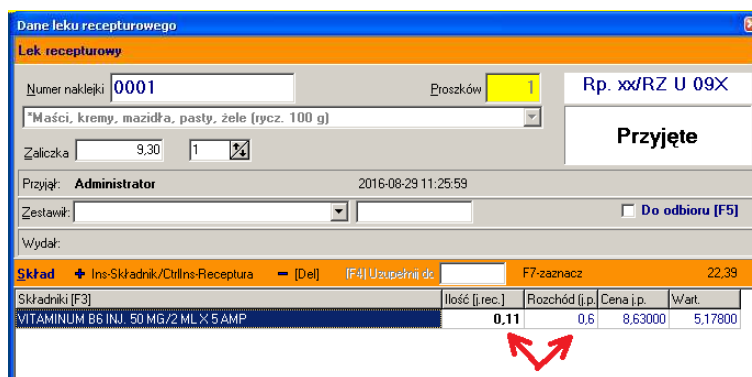 Dane leku recepturowego
Lek recepturowy
Numer naklejki 0001 Proszków 1 Rp. xx/RZ U 09X
"Maści, kremy, mazidła, pasty, żele (rycz. 100 g) Przyjęte
Zaliczka 9,30 1
Przyjął: Administrator 2016-08-29 11:25:59
Zestawił: Do odbioru [F5]
Wydał:
Skład Ins-Składnik/CtrlIns-Receptura [Del] [F4] Uzupełnij do F7-zaznacz 22,39
Składniki [F3] Ilość [j.rec.] Rozchód (j.p. Cena j.p. Wart.
VITAMINUM B6 INJ. 50 MG/2 ML X 5 AMP 0,11 0,6 8,63000 5,17800